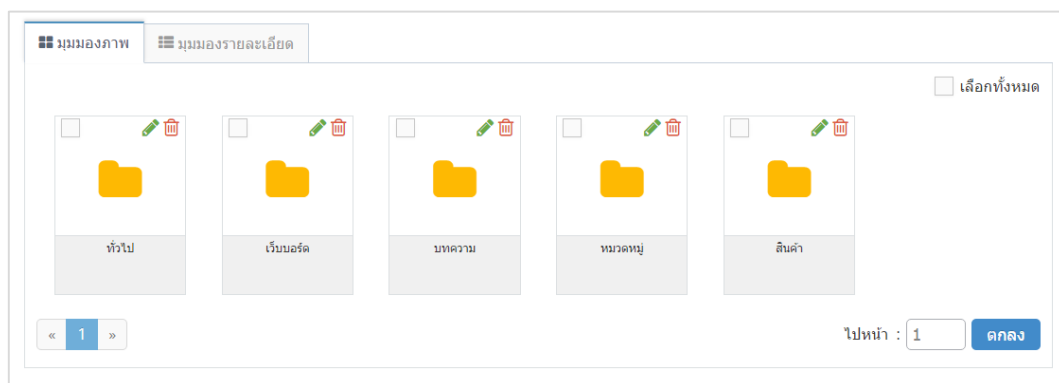 มุมมองภาพ มุมมองรายละเอียด
เลือกทั้งหมด
ทั่วไป เว็บบอร์ด บทความ หมวดหมู่ สินค้า
« 1 » ไปหน้า : 1 ตกลง